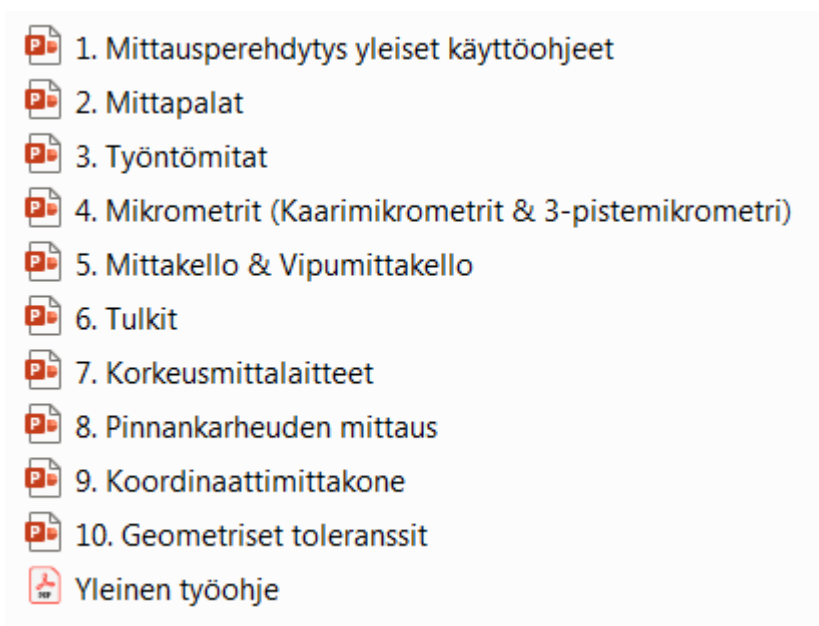 1. Mittausperehdytys yleiset käyttöohjeet
2. Mittapalat
3. Työntömitat
4. Mikrometrit (Kaarimikrometrit & 3-pistemikrometri)
5. Mittakello & Vipumittakello
6. Tulkit
7. Korkeusmittalaitteet
8. Pinnankarheuden mittaus
9. Koordinaattimittakone
10. Geometriset toleranssit
Yleinen työohje